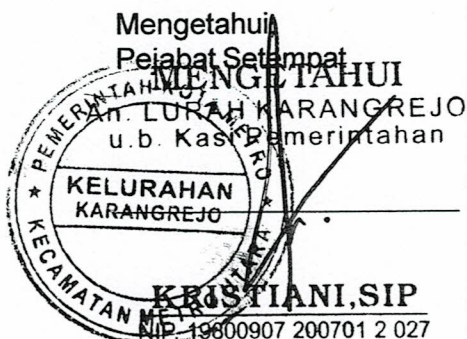 Mengetahui
Pejabat Setempat
MENGETAHUI
An. LURAH KARANGREJO
u.b. Kasi Pemerintahan
PEMERINTAH KOTA METRO
KELURAHAN
KARANGREJO
KECAMATAN METRO UTARA
KRISTIANI,SIP
NIP. 19800907 200701 2 027